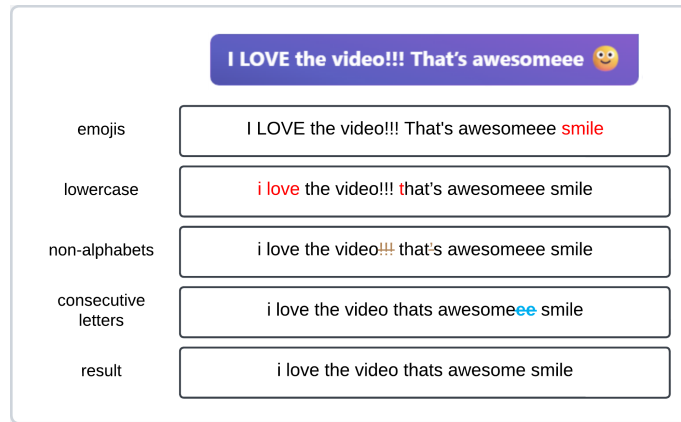 I LOVE the video!!! That's awesomeee 🙂
emojis
I LOVE the video!!! That's awesomeee smile
lowercase
i love the video!!! that's awesomeee smile
non-alphabets
i love the video!!! that's awesomeee smile
consecutive
letters
i love the video thats awesomeee smile
result
i love the video thats awesome smile